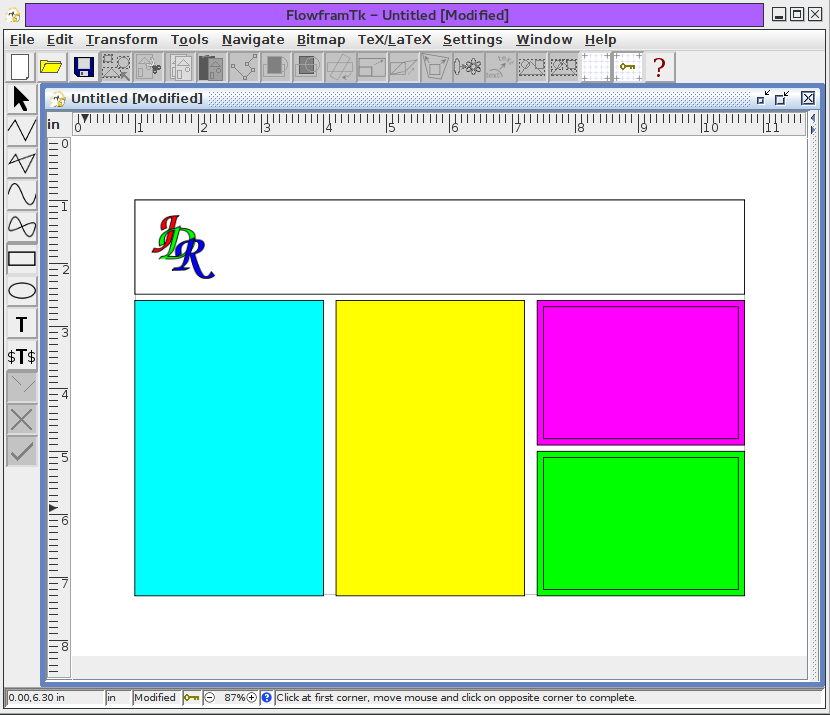 FlowframTk – Untitled [Modified]
File Edit Transform Tools Navigate Bitmap TeX/LaTeX Settings Window Help
?
Untitled [Modified]
in 0 1 2 3 4 5 6 7 8 9 10 11
0
1
2
3
4
5
6
7
8
JDR
T
$T$
0.00,6.30 in in Modified 87% ? Click at first corner, move mouse and click on opposite corner to complete.